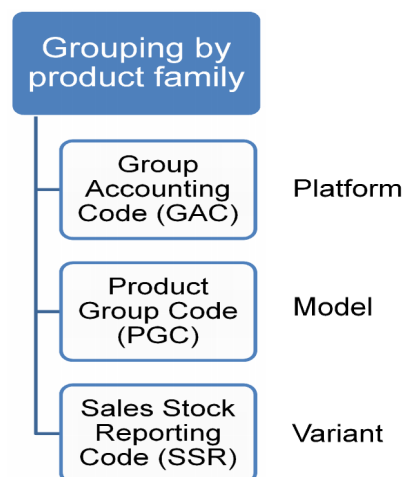 Grouping by
product family
Group
Accounting
Code (GAC)
Platform
Product
Group Code
(PGC)
Model
Sales Stock
Reporting
Code (SSR)
Variant